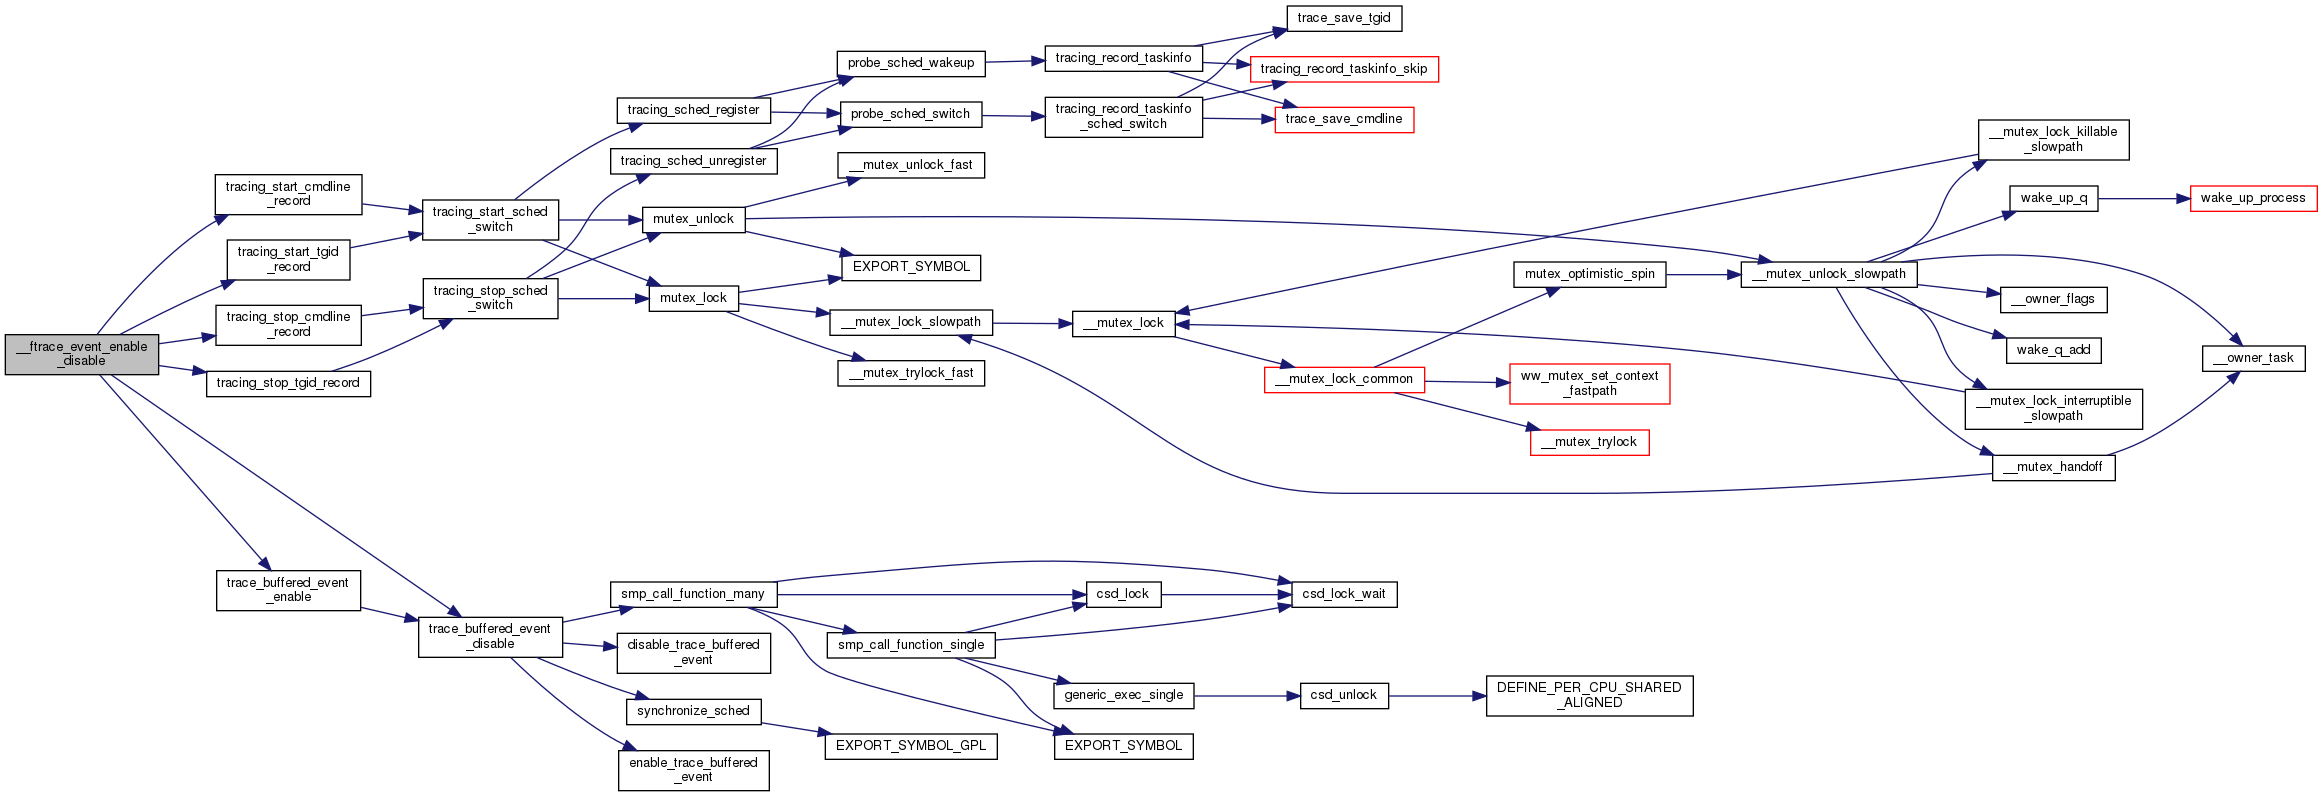 __ftrace_event_enable
_disable
tracing_start_cmdline
_record
tracing_start_tgid
_record
tracing_stop_cmdline
_record
tracing_stop_tgid_record
trace_buffered_event
_enable
tracing_start_sched
_switch
tracing_stop_sched
_switch
trace_buffered_event
_disable
tracing_sched_register
tracing_sched_unregister
mutex_unlock
mutex_lock
smp_call_function_many
disable_trace_buffered
_event
synchronize_sched
enable_trace_buffered
_event
probe_sched_wakeup
probe_sched_switch
__mutex_unlock_fast
EXPORT_SYMBOL
__mutex_lock_slowpath
__mutex_trylock_fast
smp_call_function_single
EXPORT_SYMBOL_GPL
tracing_record_taskinfo
tracing_record_taskinfo
_sched_switch
__mutex_lock
csd_lock
generic_exec_single
EXPORT_SYMBOL
trace_save_tgid
tracing_record_taskinfo_skip
trace_save_cmdline
__mutex_lock_common
csd_lock_wait
csd_unlock
mutex_optimistic_spin
ww_mutex_set_context
_fastpath
__mutex_trylock
DEFINE_PER_CPU_SHARED
_ALIGNED
__mutex_unlock_slowpath
__mutex_lock_killable
_slowpath
wake_up_q
__owner_flags
wake_q_add
__mutex_lock_interruptible
_slowpath
__mutex_handoff
wake_up_process
__owner_task